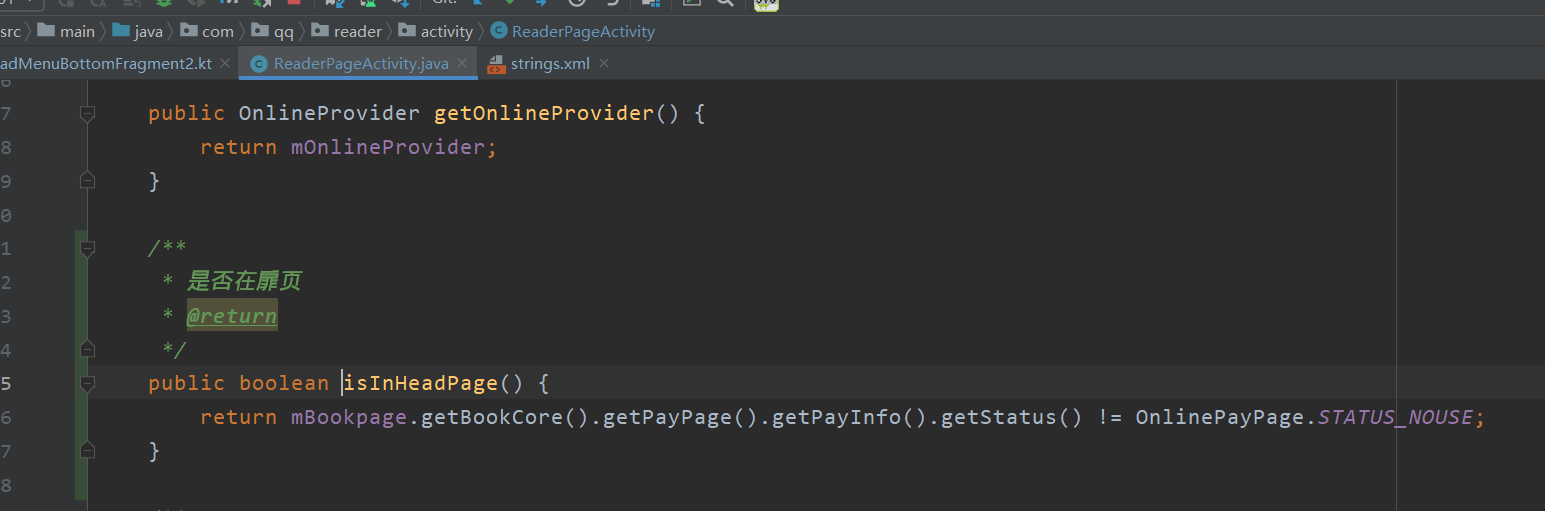 Git:
src main java com qq reader activity ReaderPageActivity
adMenuBottomFragment2.kt ReaderPageActivity.java strings.xml
7 public OnlineProvider getOnlineProvider() {
8 return mOnlineProvider;
9 }
0
1 /**
2 * 是否在扉页
3 * @return
4 */
5 public boolean isInHeadPage() {
6 return mBookpage.getBookCore().getPayPage().getPayInfo().getStatus() != OnlinePayPage.STATUS_NOUSE;
7 }
8